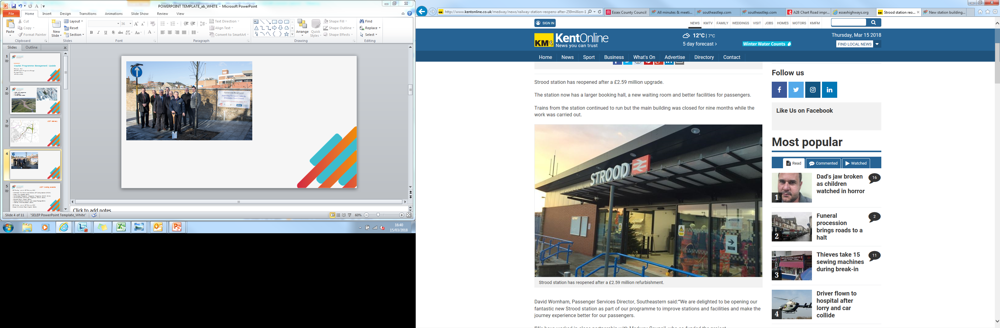 POWERPOINT TEMPLATE_ab_WHITE - Microsoft PowerPoint
File Home Insert Design Transitions Animations Slide Show Review View
Paste
Cut
Copy
Format Painter
Clipboard
New Slide
Layout
Reset
Section
Slides
36
Font
Text Direction
Align Text
Convert to SmartArt
Paragraph
Arrange
Quick Styles
Shape Fill
Shape Outline
Shape Effects
Drawing
Find
Replace
Select
Editing
Slides Outline
1
Capital Programme Management Update
2
3
LGF delivery
4
5
LGF funding awards
Click to add notes
Slide 4 of 11 "SELEP PowerPoint Template_White" 60%
16:40
15/03/2018
http://www.kentonline.co.uk/medway/news/railway-station-reopens-after-259million-1
Essex County Council
All minutes & meeti...
southeastlep.com
southeastlep.com
A28 Chart Road impr...
essexhighways.org
Strood station reo...
New station building...
SIGN IN
NEWS KMTV FAMILY WEDDINGS VISIT JOBS HOMES MOTORS KMFM
KM KentOnline
News you can trust
12°C | 7°C
5 day forecast >
Winter Water Counts
Thursday, Mar 15 2018
FIND LOCAL NEWS
Home News Sport Business What's On Advertise Directory Contact
Strood station has reopened after a £2.59 million upgrade.
The station now has a larger booking hall, a new waiting room and better facilities for passengers.
Trains from the station continued to run but the main building was closed for nine months while the
work was carried out.
STROOD
Strood station has reopened after a £2.59 million refurbishment.
David Wornham, Passenger Services Director, Southeastern said:“We are delighted to be opening our
fantastic new Strood station as part of our programme to improve stations and facilities and make the
journey experience better for our passengers.
Follow us
Like Us on Facebook
Most popular
Read Commented Watched
1
Dad's jaw broken
as children
watched in horror
16
2
Funeral
procession
brings roads to a
halt
2
3
Thieves take 15
sewing machines
during break-in
11
4
Driver flown to
hospital after
lorry and car
collide